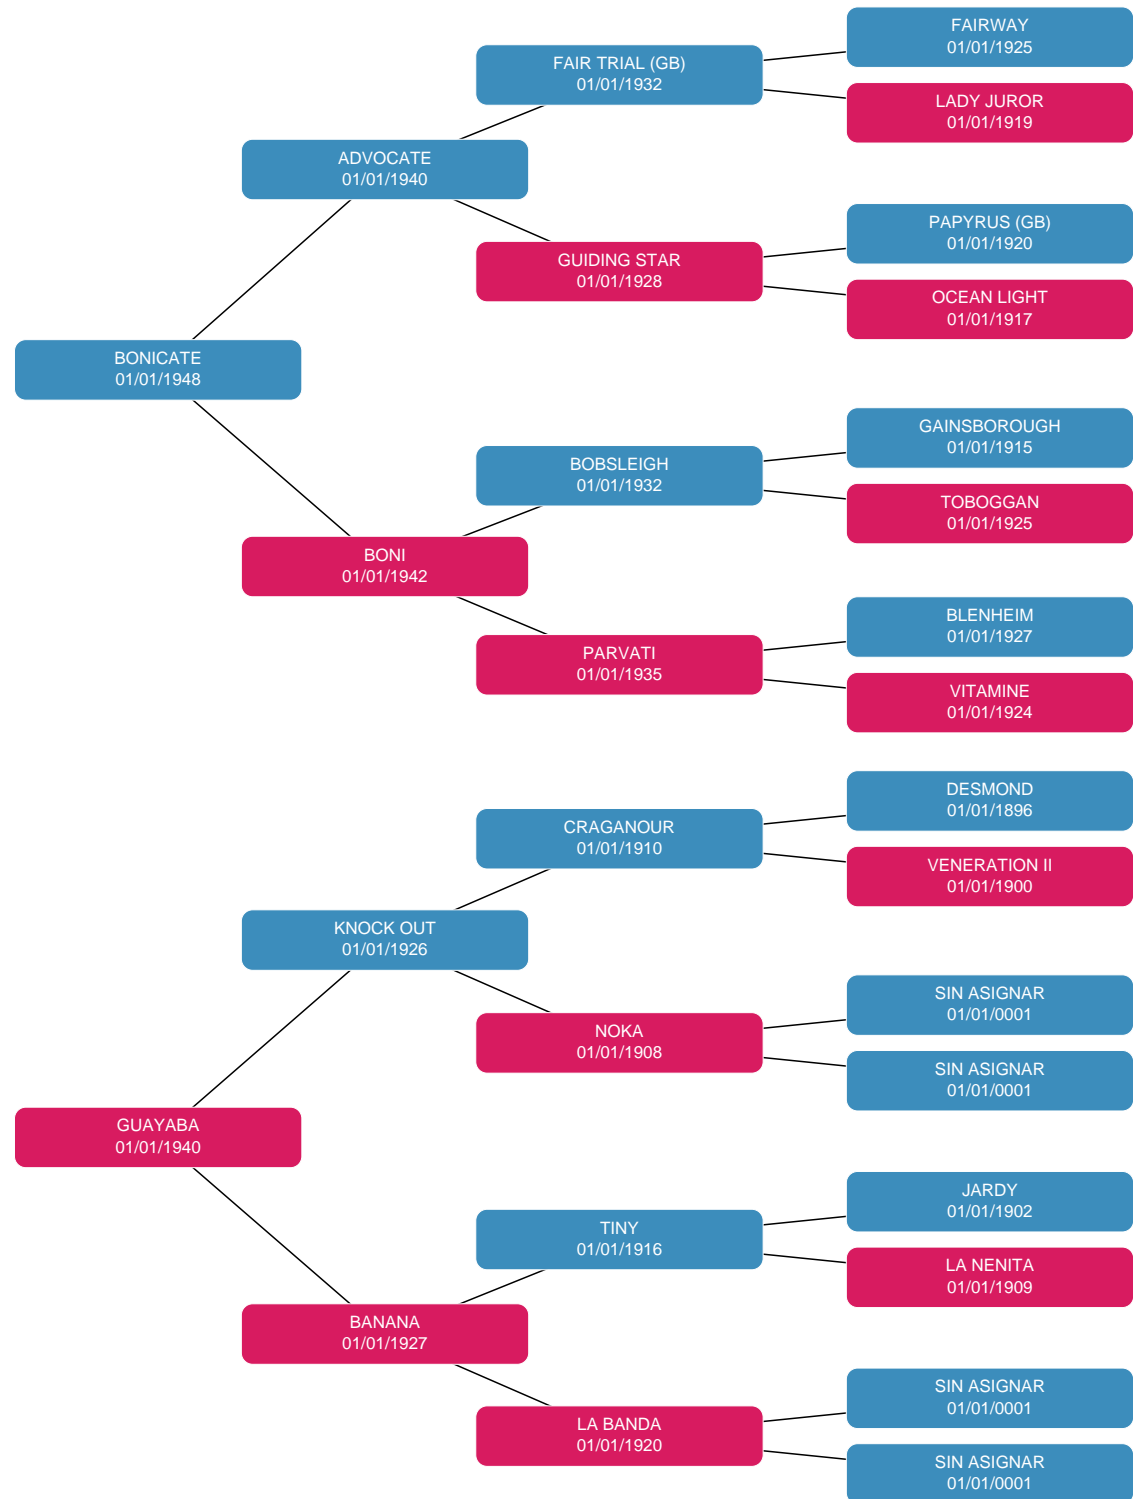 FAIRWAY
01/01/1925
FAIR TRIAL (GB)
01/01/1932
LADY JUROR
01/01/1919
ADVOCATE
01/01/1940
PAPYRUS (GB)
01/01/1920
GUIDING STAR
01/01/1928
OCEAN LIGHT
01/01/1917
BONICATE
01/01/1948
GAINSBOROUGH
01/01/1915
BOBSLEIGH
01/01/1932
TOBOGGAN
01/01/1925
BONI
01/01/1942
BLENHEIM
01/01/1927
PARVATI
01/01/1935
VITAMINE
01/01/1924
DESMOND
01/01/1896
CRAGANOUR
01/01/1910
VENERATION II
01/01/1900
KNOCK OUT
01/01/1926
SIN ASIGNAR
01/01/0001
NOKA
01/01/1908
SIN ASIGNAR
01/01/0001
GUAYABA
01/01/1940
JARDY
01/01/1902
TINY
01/01/1916
LA NENITA
01/01/1909
BANANA
01/01/1927
SIN ASIGNAR
01/01/0001
LA BANDA
01/01/1920
SIN ASIGNAR
01/01/0001